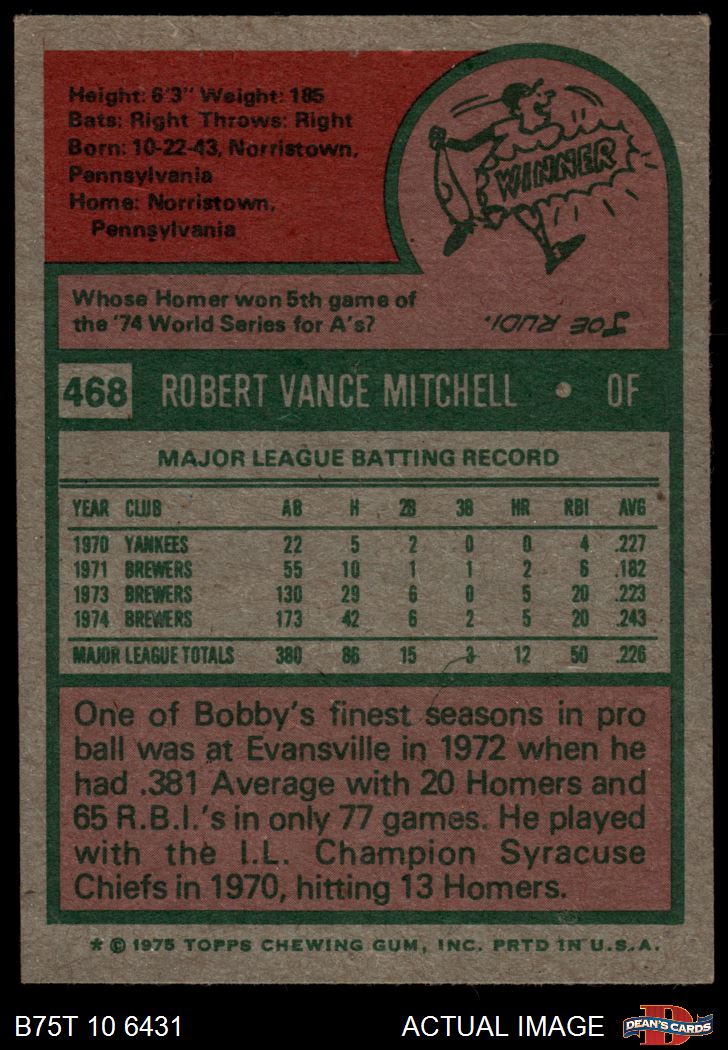 Height: 6'3" Weight: 185
Bats: Right Throws: Right
Born: 10-22-43, Norristown,
Pennsylvania
Home: Norristown,
Pennsylvania
WINNER
Whose Homer won 5th game of
the '74 World Series for A's?
JOE RUDI.
468 ROBERT VANCE MITCHELL • OF
MAJOR LEAGUE BATTING RECORD
YEAR CLUB AB H 2B 3B HR RBI AVG
1970 YANKEES 22 5 2 0 0 4 .227
1971 BREWERS 55 10 1 1 2 6 .182
1973 BREWERS 130 29 6 0 5 20 .223
1974 BREWERS 173 42 6 2 5 20 .243
MAJOR LEAGUE TOTALS 380 86 15 3 12 50 .226
One of Bobby's finest seasons in pro
ball was at Evansville in 1972 when he
had .381 Average with 20 Homers and
65 R.B.I.'s in only 77 games. He played
with the I.L. Champion Syracuse
Chiefs in 1970, hitting 13 Homers.
* © 1975 TOPPS CHEWING GUM, INC. PRTD IN U.S.A.
B75T 10 6431 ACTUAL IMAGE D DEAN'S CARDS